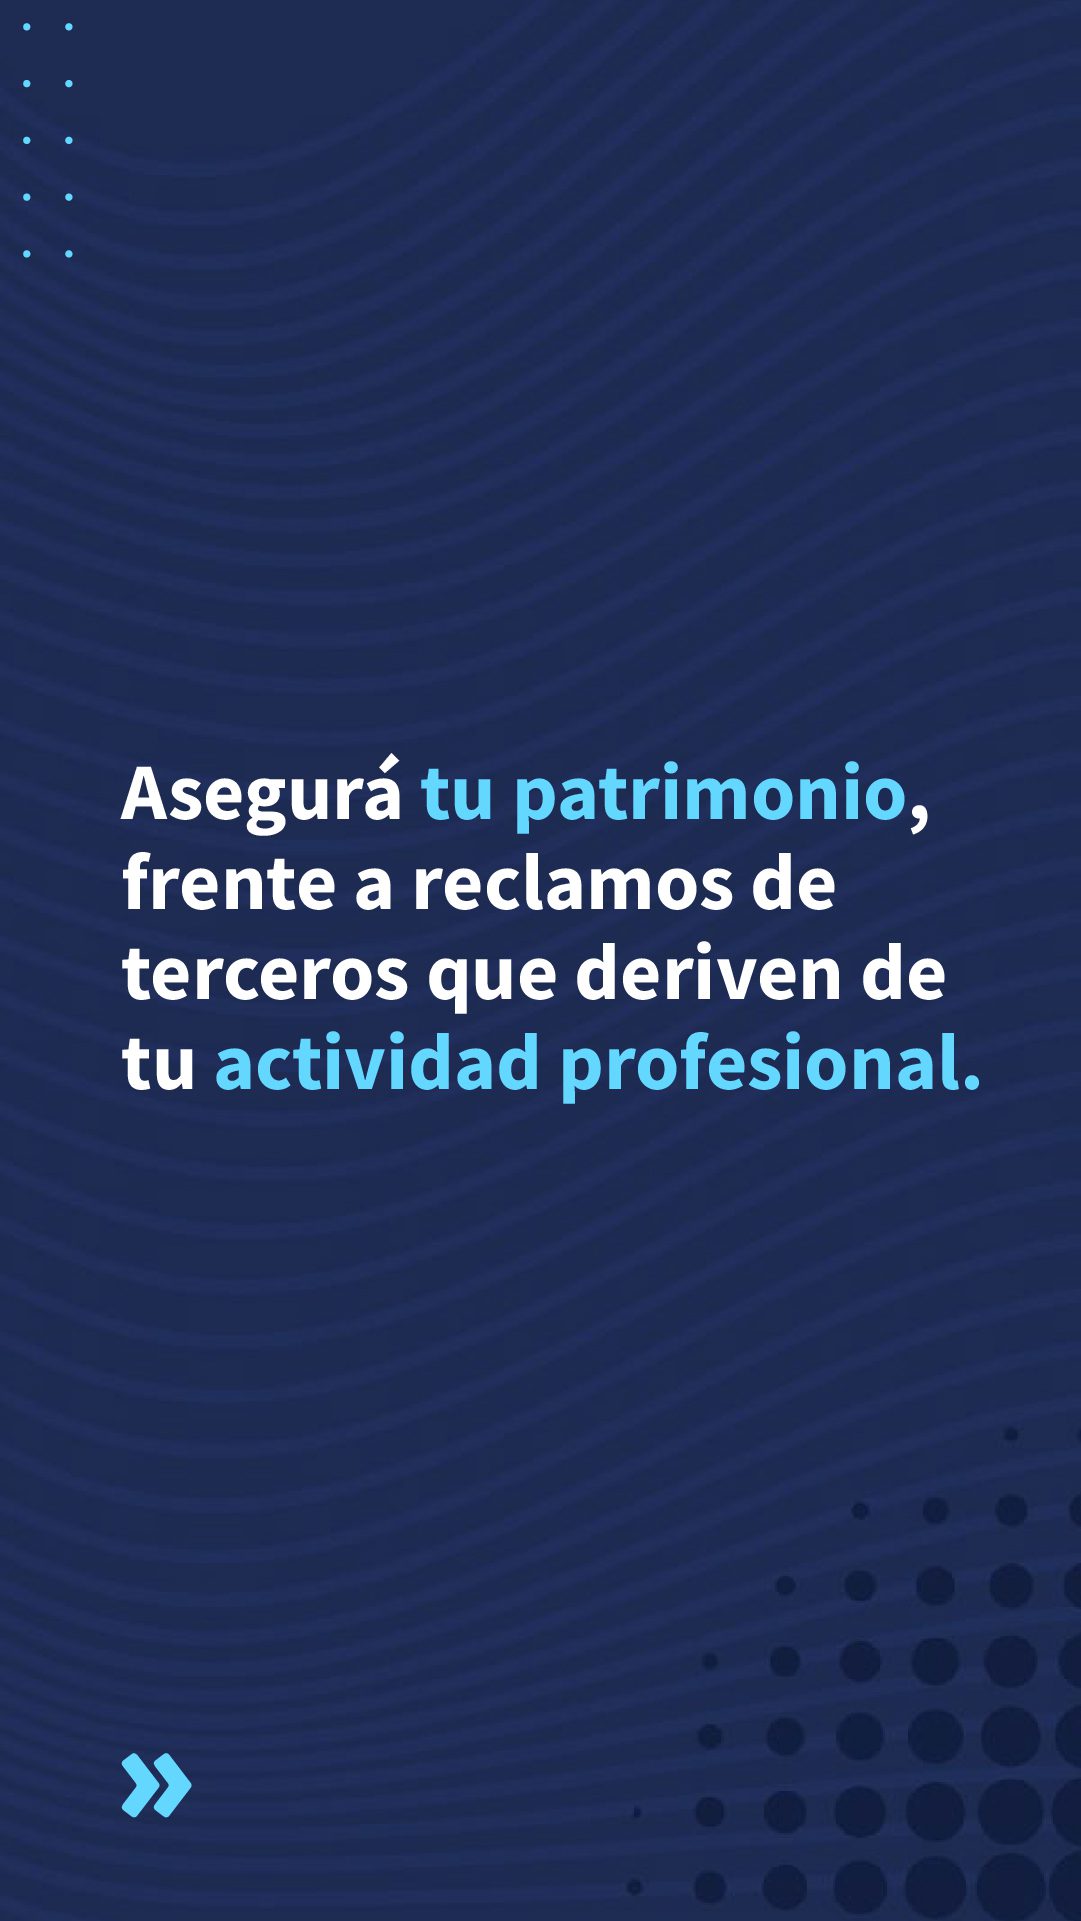 Asegurá tu patrimonio,
frente a reclamos de
terceros que deriven de
tu actividad profesional.